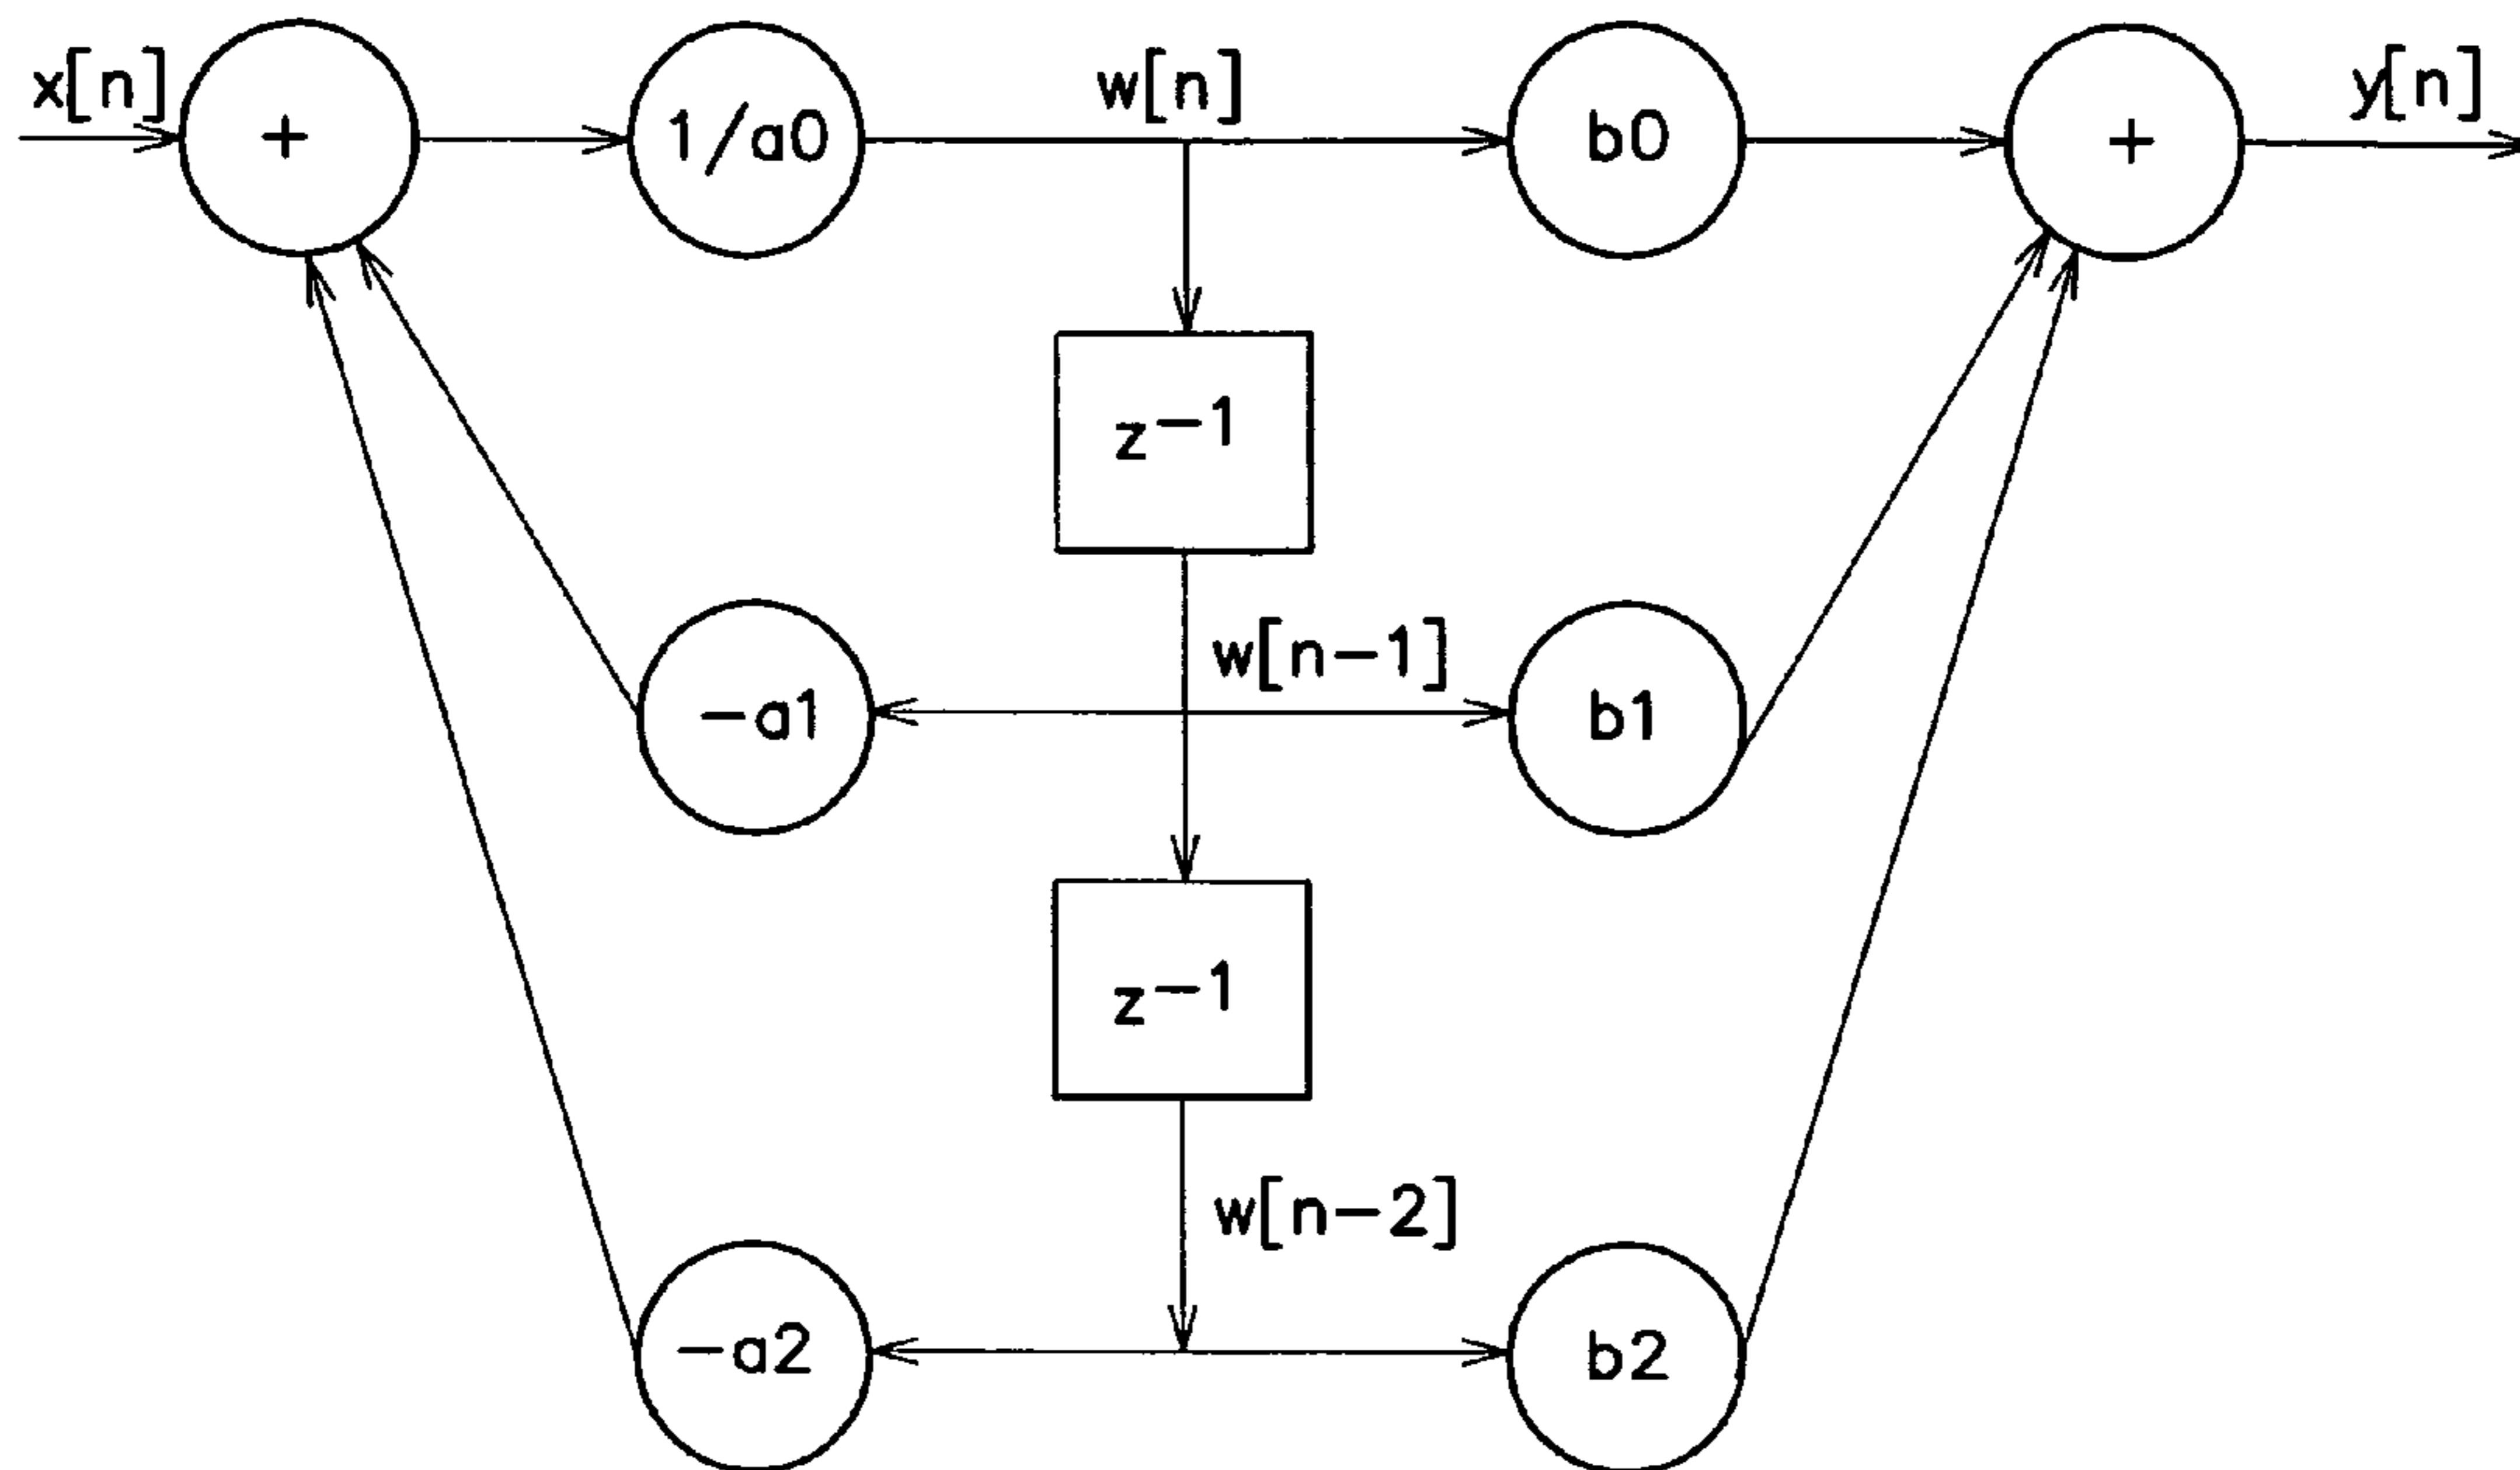 x[n]
+
1/a0
w[n]
b0
+
y[n]
z−1
−a1
w[n−1]
b1
z−1
w[n−2]
−a2
b2